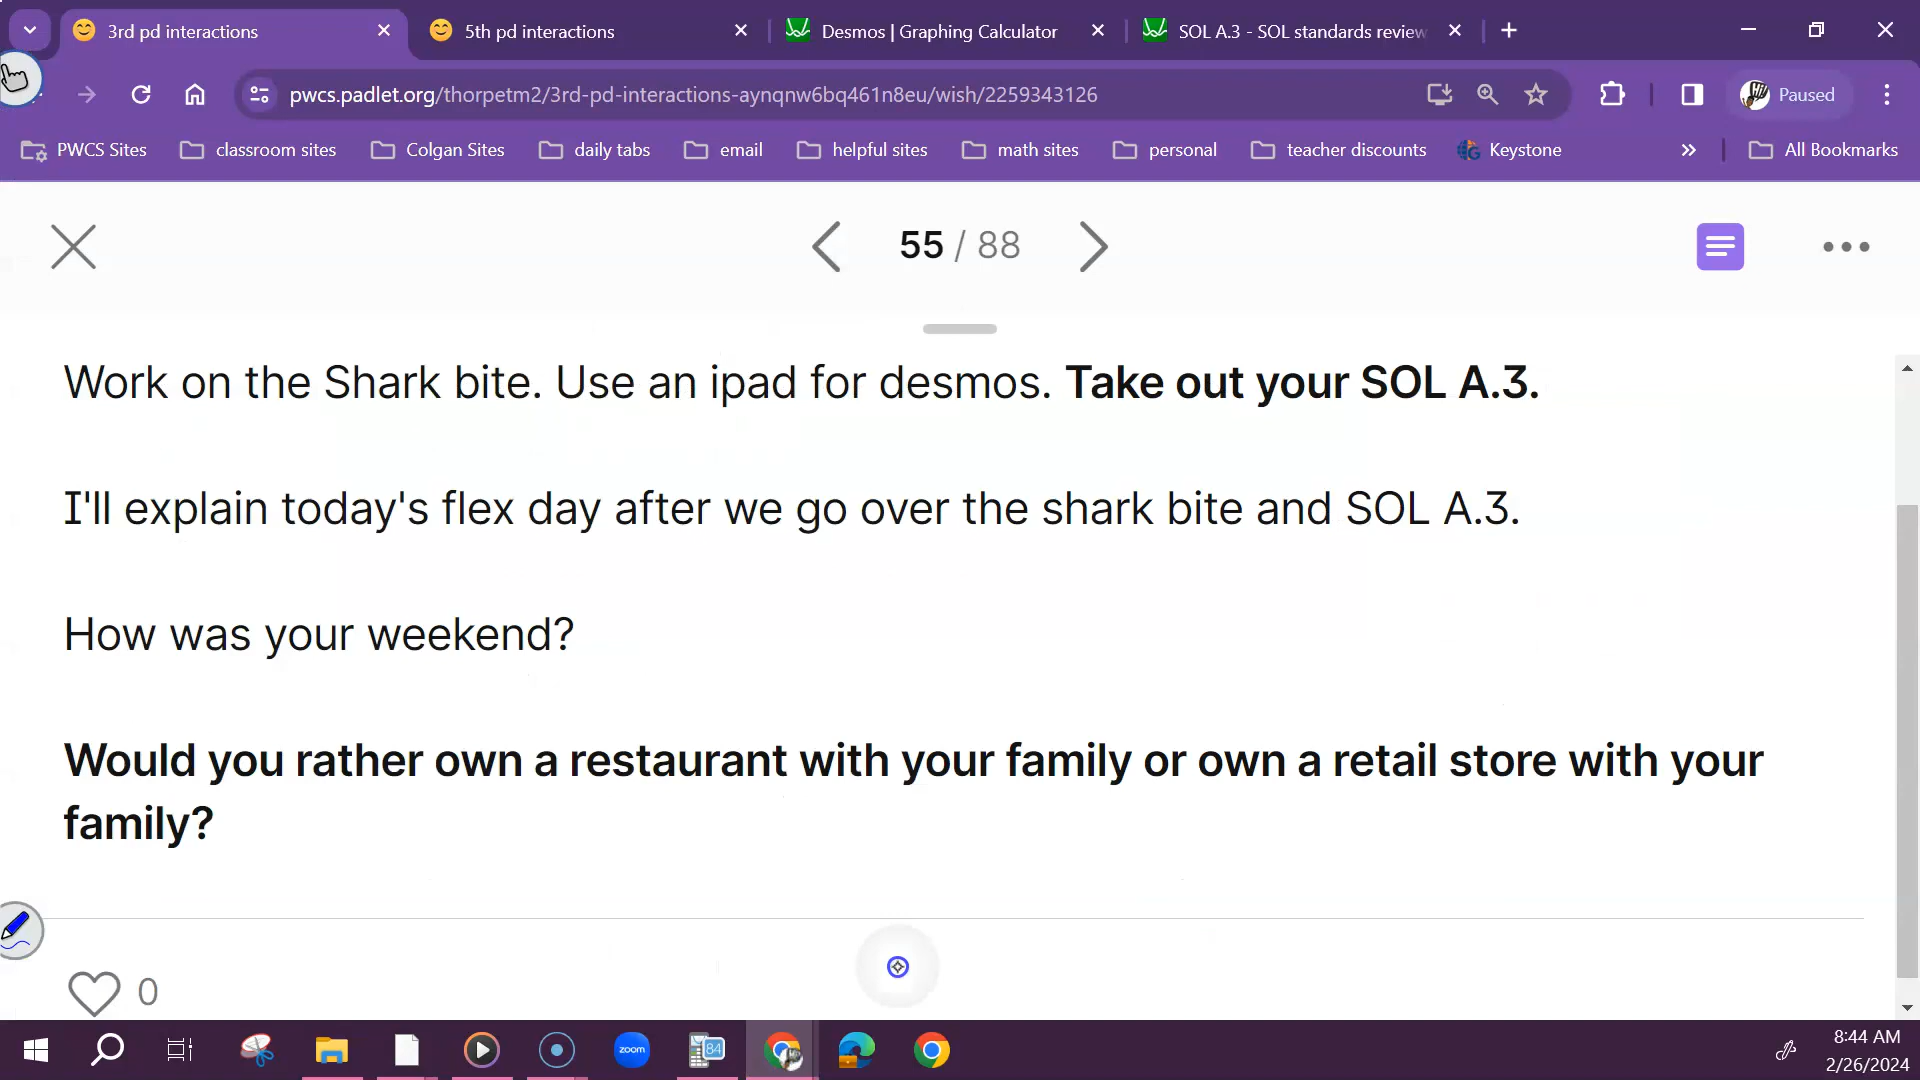 3rd pd interactions
5th pd interactions
Desmos | Graphing Calculator
SOL A.3 - SOL standards review
pwcs.padlet.org/thorpetm2/3rd-pd-interactions-aynqnw6bq461n8eu/wish/2259343126
Paused
PWCS Sites
classroom sites
Colgan Sites
daily tabs
email
helpful sites
math sites
personal
teacher discounts
Keystone
All Bookmarks
55 / 88
Work on the Shark bite. Use an ipad for desmos. Take out your SOL A.3.
I'll explain today's flex day after we go over the shark bite and SOL A.3.
How was your weekend?
Would you rather own a restaurant with your family or own a retail store with your
family?
0
zoom
84
8:44 AM
2/26/2024